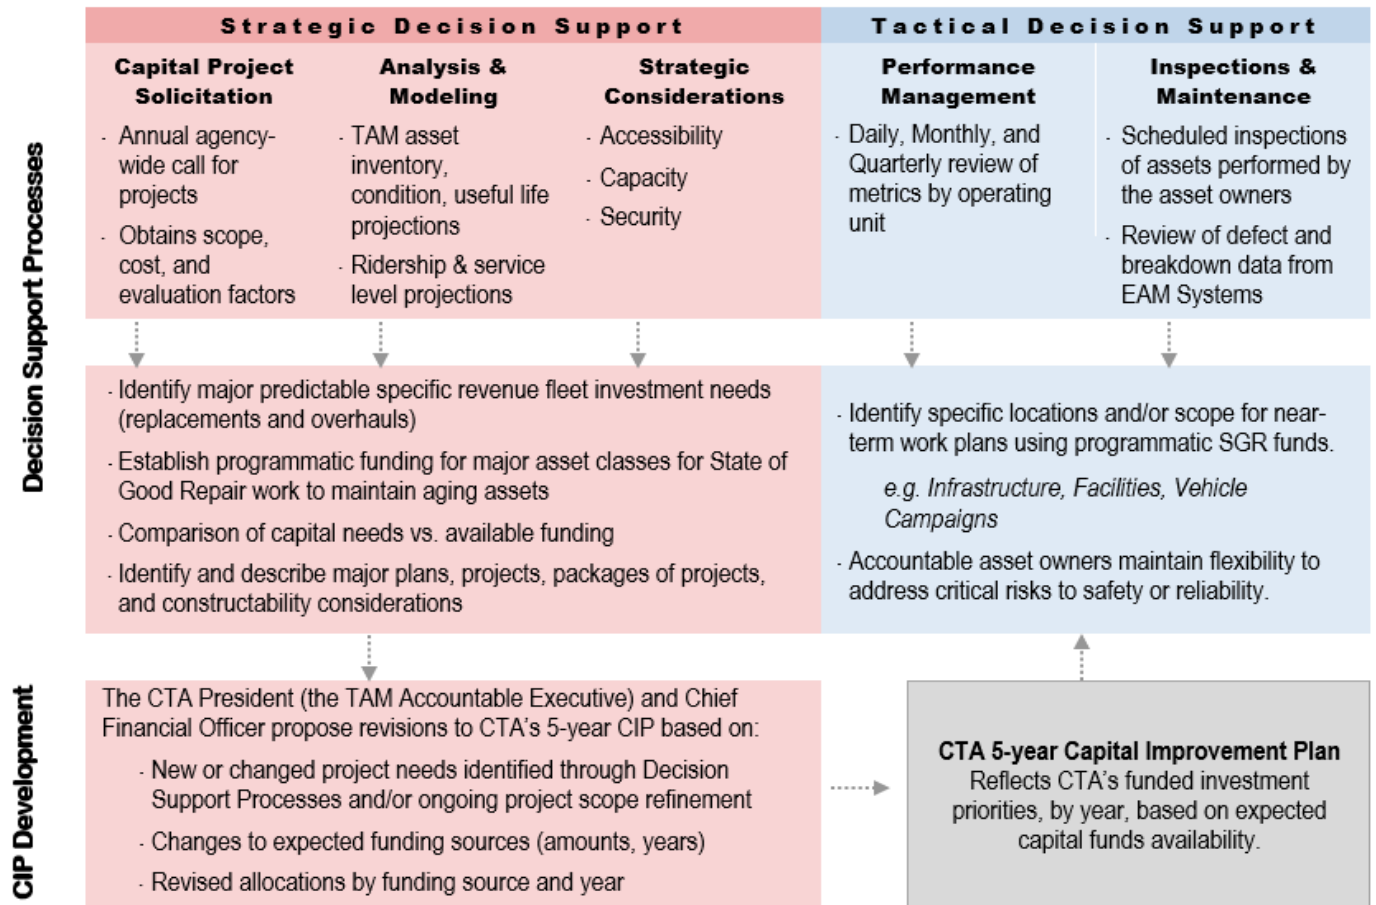 Strategic Decision Support
Tactical Decision Support
Decision Support Processes
Capital Project
Solicitation
· Annual agency-
wide call for
projects
· Obtains scope,
cost, and
evaluation factors
Analysis &
Modeling
· TAM asset
inventory,
condition, useful life
projections
· Ridership & service
level projections
Strategic
Considerations
· Accessibility
· Capacity
· Security
Performance
Management
· Daily, Monthly, and
Quarterly review of
metrics by operating
unit
Inspections &
Maintenance
· Scheduled inspections
of assets performed by
the asset owners
· Review of defect and
breakdown data from
EAM Systems
· Identify major predictable specific revenue fleet investment needs
(replacements and overhauls)
· Establish programmatic funding for major asset classes for State of
Good Repair work to maintain aging assets
· Comparison of capital needs vs. available funding
· Identify and describe major plans, projects, packages of projects,
and constructability considerations
· Identify specific locations and/or scope for near-
term work plans using programmatic SGR funds.
e.g. Infrastructure, Facilities, Vehicle
Campaigns
· Accountable asset owners maintain flexibility to
address critical risks to safety or reliability.
CIP Development
The CTA President (the TAM Accountable Executive) and Chief
Financial Officer propose revisions to CTA's 5-year CIP based on:
· New or changed project needs identified through Decision
Support Processes and/or ongoing project scope refinement
· Changes to expected funding sources (amounts, years)
· Revised allocations by funding source and year
CTA 5-year Capital Improvement Plan
Reflects CTA's funded investment
priorities, by year, based on expected
capital funds availability.